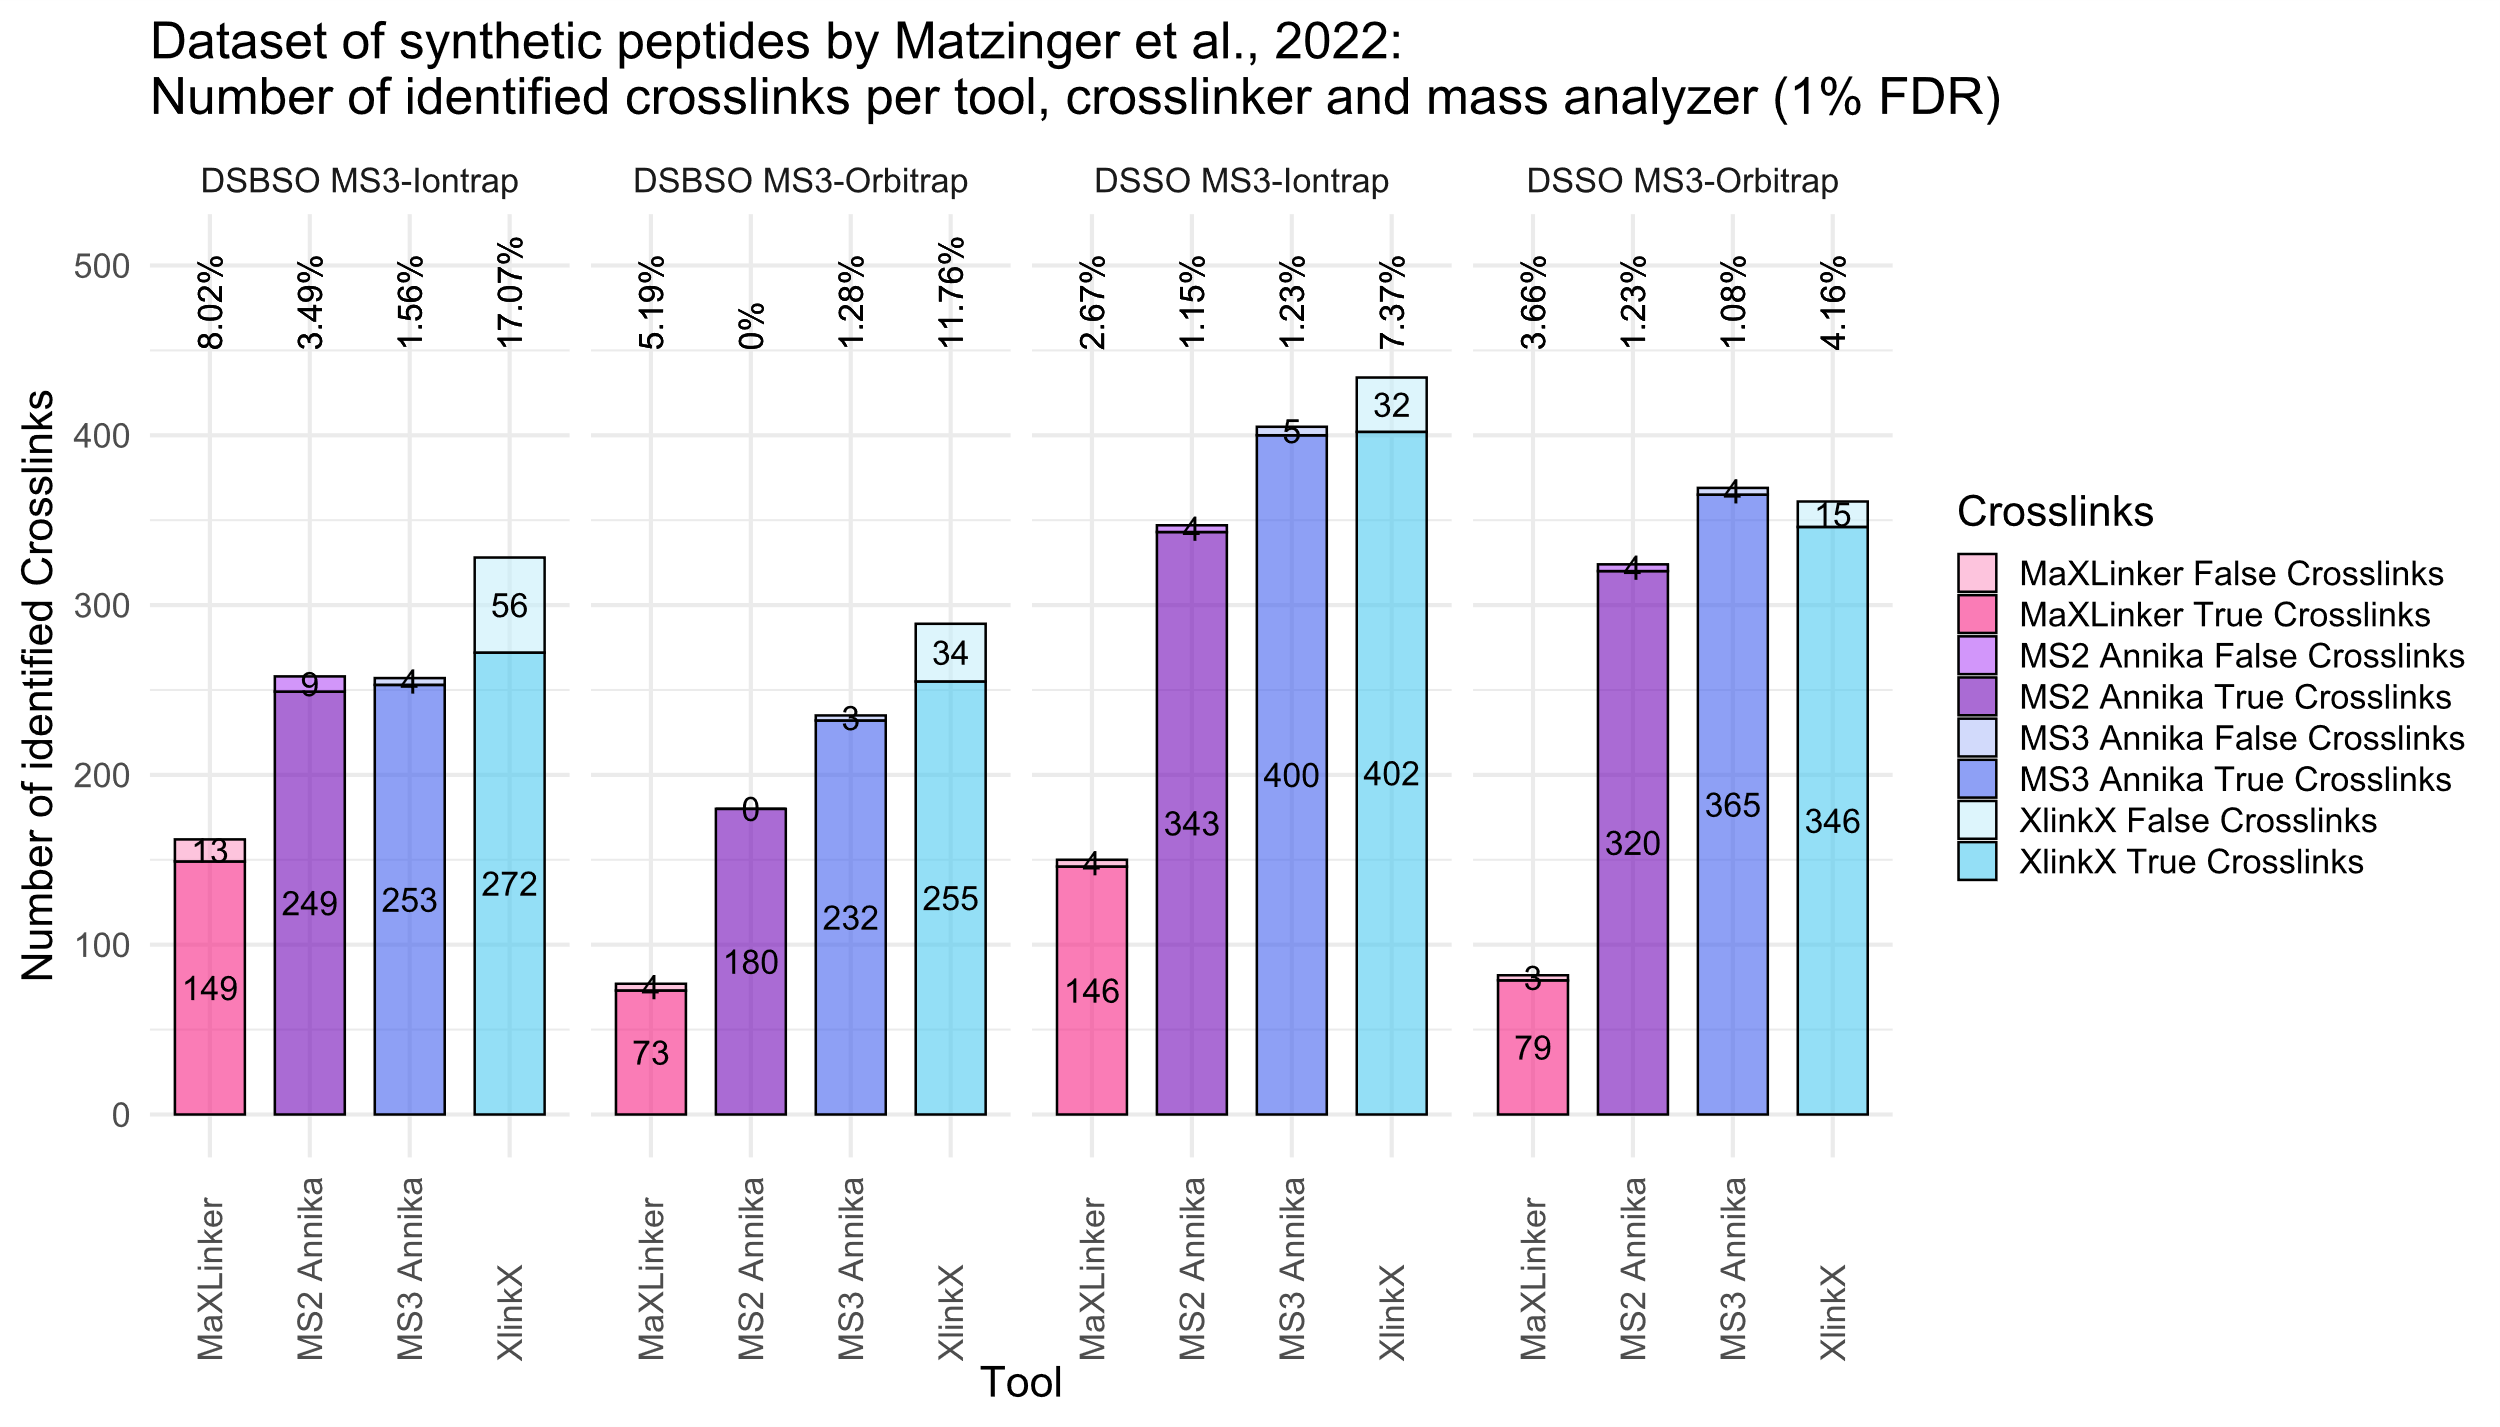 Dataset of synthetic peptides by Matzinger et al., 2022:
Number of identified crosslinks per tool, crosslinker and mass analyzer (1% FDR)
DSBSO MS3-Iontrap
DSBSO MS3-Orbitrap
DSSO MS3-Iontrap
DSSO MS3-Orbitrap
Number of identified Crosslinks
500
400
300
200
100
0
8.02%
3.49%
1.56%
17.07%
13
149
9
249
4
253
56
272
5.19%
0%
1.28%
11.76%
4
73
0
180
3
232
34
255
2.67%
1.15%
1.23%
7.37%
4
146
4
343
5
400
32
402
3.66%
1.23%
1.08%
4.16%
3
79
4
320
4
365
15
346
MaXLinker
MS2 Annika
MS3 Annika
XlinkX
MaXLinker
MS2 Annika
MS3 Annika
XlinkX
MaXLinker
MS2 Annika
MS3 Annika
XlinkX
MaXLinker
MS2 Annika
MS3 Annika
XlinkX
Tool
Crosslinks
MaXLinker False Crosslinks
MaXLinker True Crosslinks
MS2 Annika False Crosslinks
MS2 Annika True Crosslinks
MS3 Annika False Crosslinks
MS3 Annika True Crosslinks
XlinkX False Crosslinks
XlinkX True Crosslinks